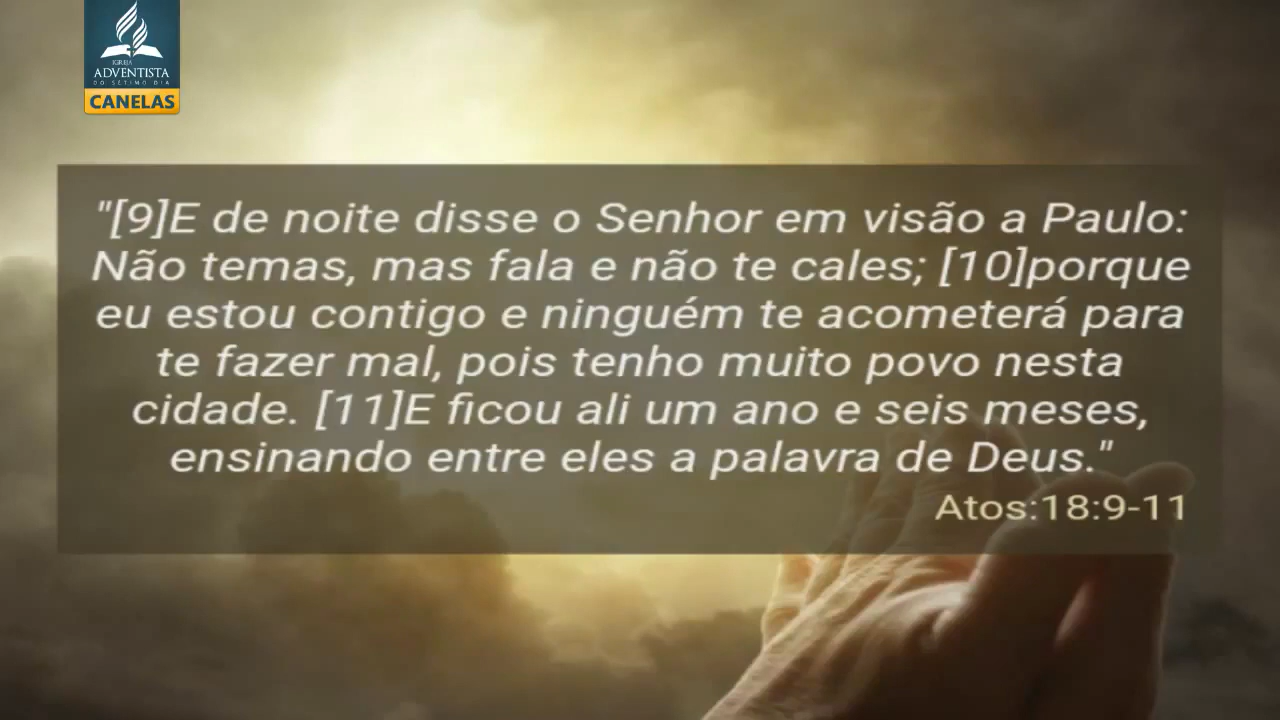 IGREJA
ADVENTISTA
DO SÉTIMO DIA
CANELAS
"[9]E de noite disse o Senhor em visão a Paulo:
Não temas, mas fala e não te cales; [10]porque
eu estou contigo e ninguém te acometerá para
te fazer mal, pois tenho muito povo nesta
cidade. [11]E ficou ali um ano e seis meses,
ensinando entre eles a palavra de Deus."
Atos:18:9-11